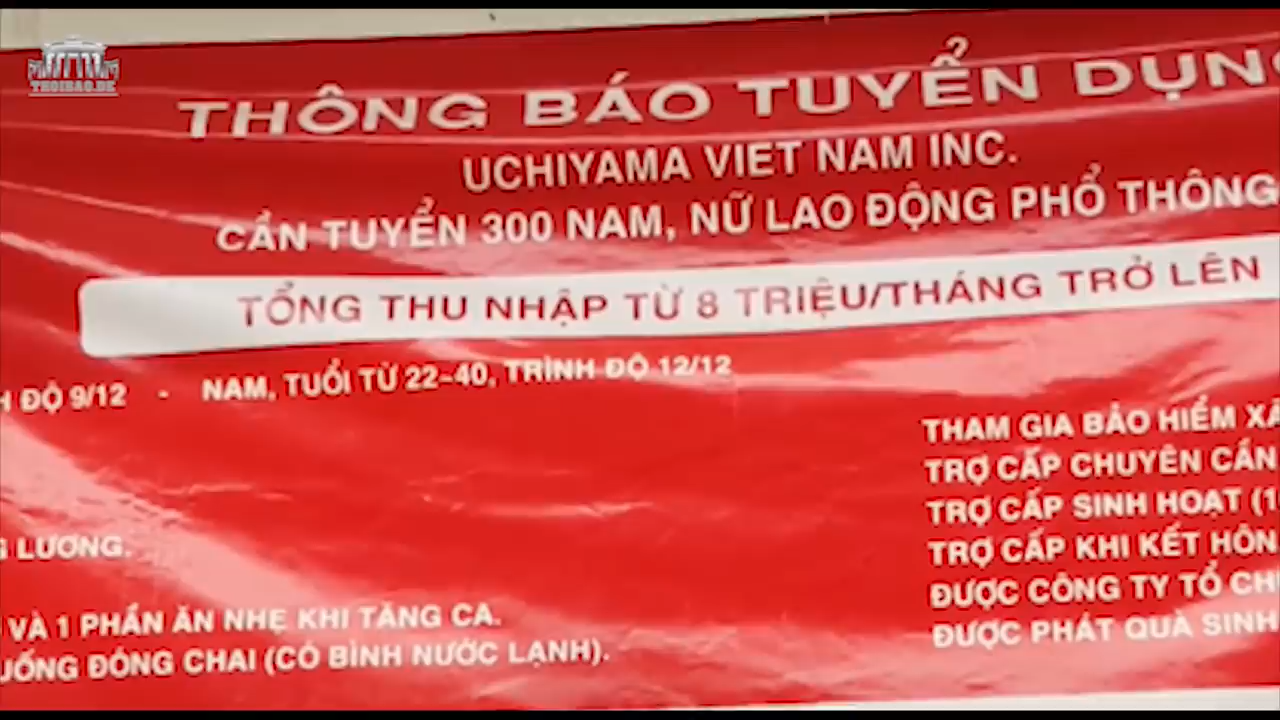 THOIBAO.DE
THÔNG BÁO TUYỂN DỤNG
UCHIYAMA VIET NAM INC.
CẦN TUYỂN 300 NAM, NỮ LAO ĐỘNG PHỔ THÔNG
TỔNG THU NHẬP TỪ 8 TRIỆU/THÁNG TRỞ LÊN
ĐỘ 9/12 - NAM, TUỔI TỪ 22-40, TRÌNH ĐỘ 12/12
THAM GIA BẢO HIỂM XÃ
TRỢ CẤP CHUYÊN CẦN
TRỢ CẤP SINH HOẠT (1
TRỢ CẤP KHI KẾT HÔN
ĐƯỢC CÔNG TY TỔ CH
ĐƯỢC PHÁT QUÀ SINH
LƯƠNG.
VÀ 1 PHẦN ĂN NHẸ KHI TĂNG CA.
UỐNG ĐÓNG CHAI (CÓ BÌNH NƯỚC LẠNH).